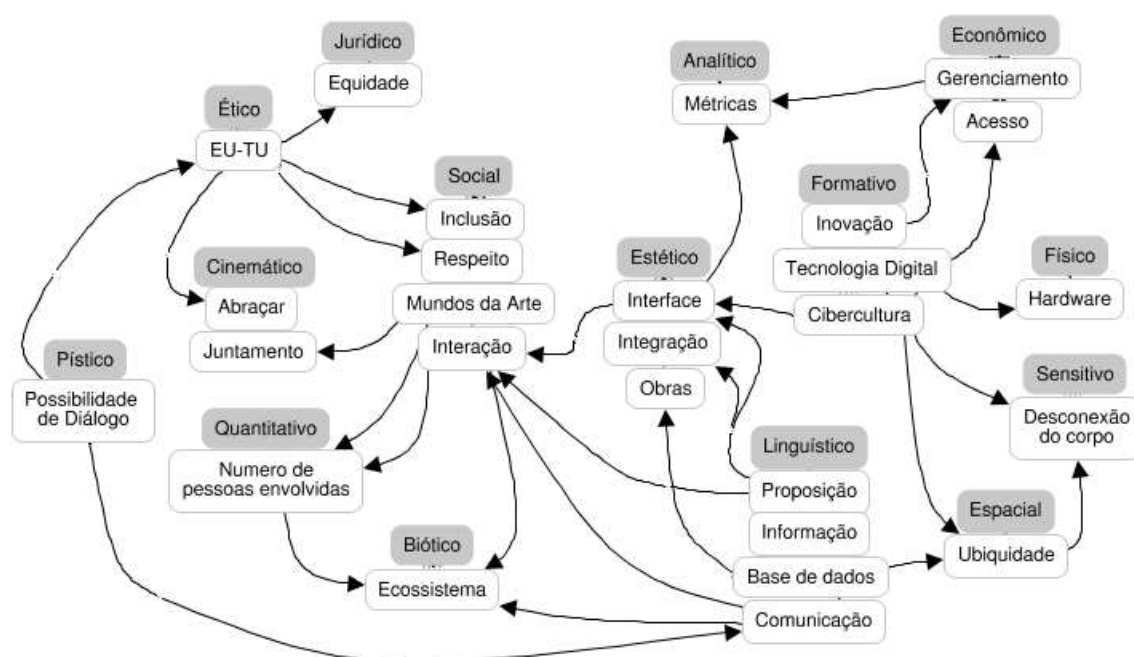 Jurídico
Equidade
Ético
EU-TU
Social
Inclusão
Respeito
Mundos da Arte
Interação
Cinemático
Abraçar
Juntamento
Pístico
Possibilidade
de Diálogo
Quantitativo
Numero de
pessoas envolvidas
Biótico
Ecossistema
Analítico
Métricas
Estético
Interface
Integração
Obras
Linguístico
Proposição
Informação
Base de dados
Comunicação
Econômico
Gerenciamento
Acesso
Formativo
Inovação
Tecnologia Digital
Cibercultura
Físico
Hardware
Sensitivo
Desconexão
do corpo
Espacial
Ubiquidade